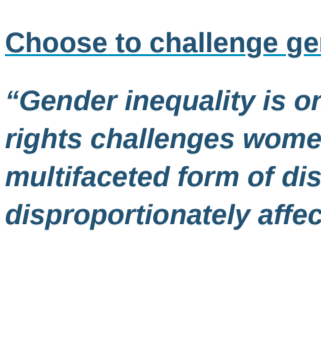 Choose to challenge ge
“Gender inequality is or
rights challenges wome
multifaceted form of dis
disproportionately affec